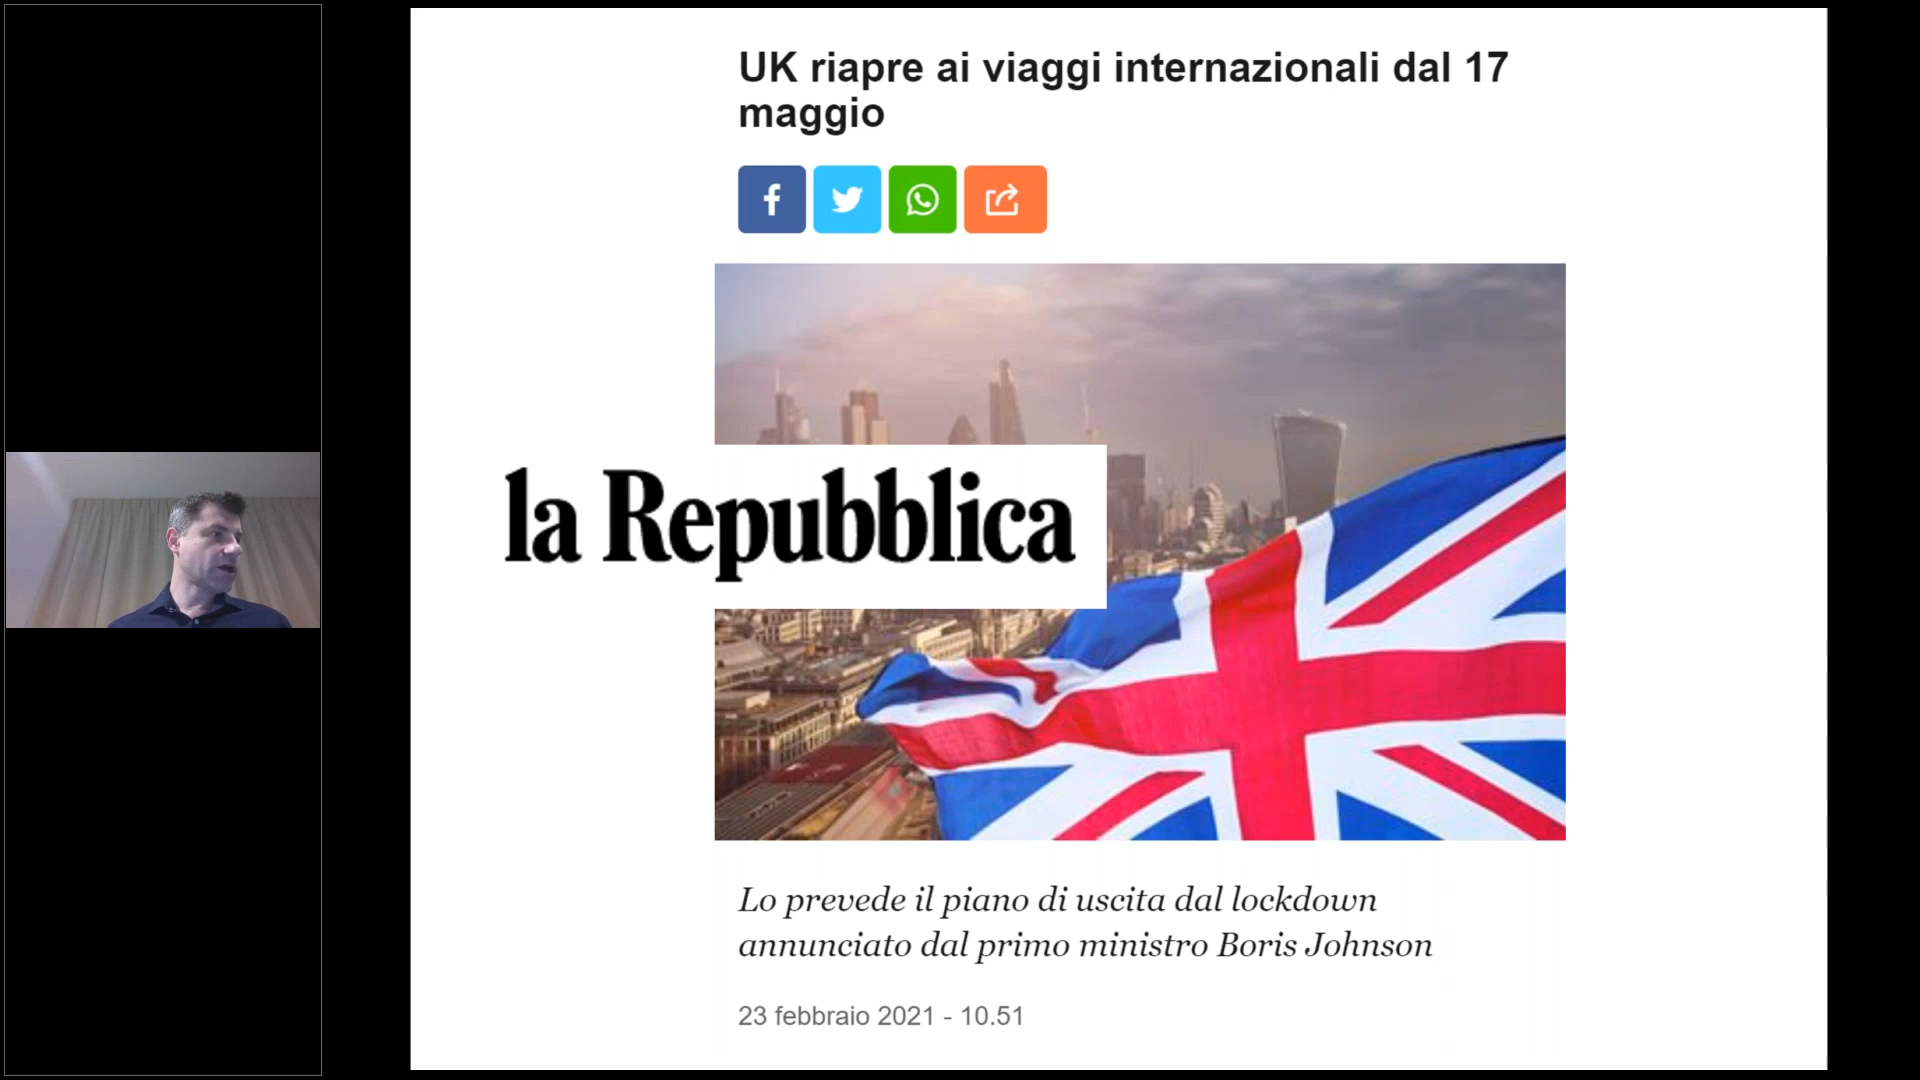 UK riapre ai viaggi internazionali dal 17
maggio
la Repubblica
Lo prevede il piano di uscita dal lockdown
annunciato dal primo ministro Boris Johnson
23 febbraio 2021 - 10.51